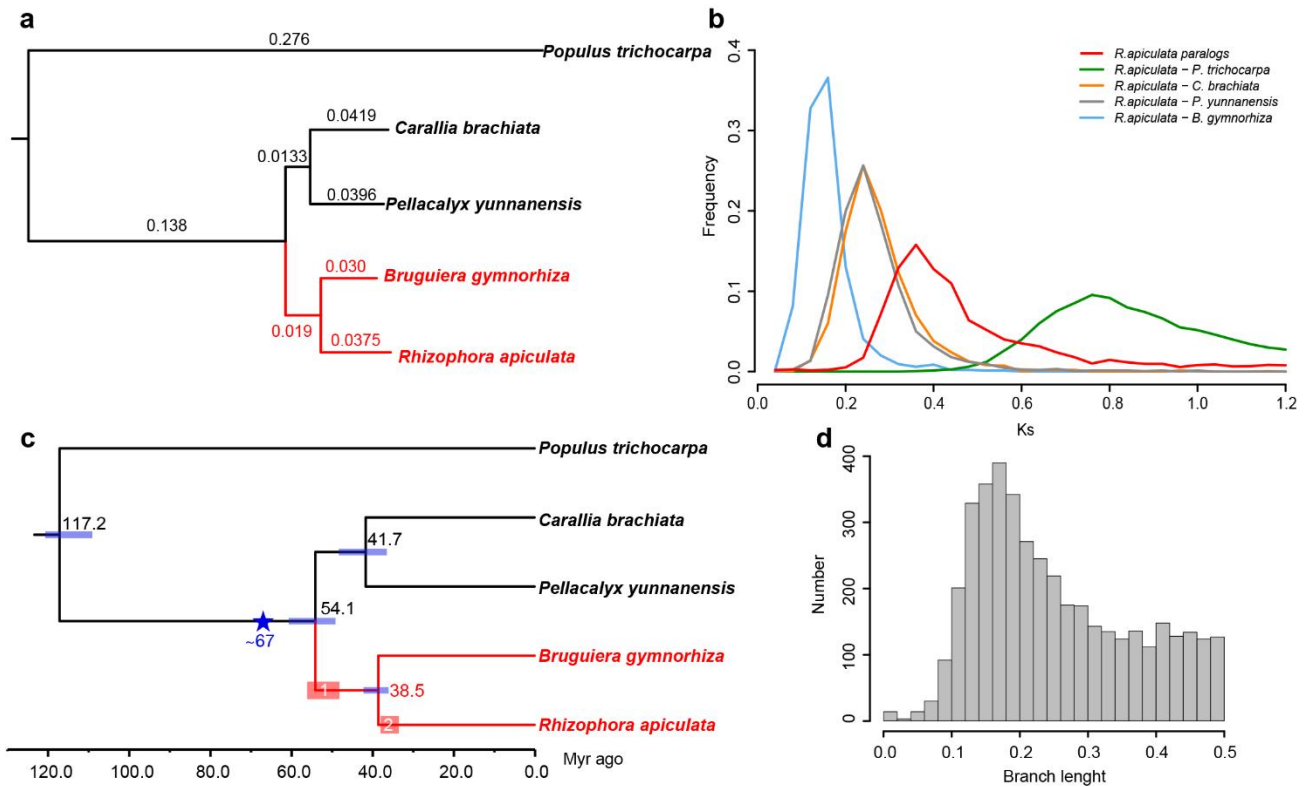 a
0.276
Populus trichocarpa
0.0419
Carallia brachiata
0.0133
0.0396
Pellacalyx yunnanensis
0.138
0.030
Bruguiera gymnorhiza
0.019
0.0375
Rhizophora apiculata
b
Frequency
0.4
0.3
0.2
0.1
0.0
R.apiculata paralogs
R.apiculata − P. trichocarpa
R.apiculata − C. brachiata
R.apiculata − P. yunnanensis
R.apiculata − B. gymnorhiza
0.0 0.2 0.4 0.6 0.8 1.0 1.2
Ks
c
Populus trichocarpa
117.2
Carallia brachiata
41.7
Pellacalyx yunnanensis
54.1
~67
Bruguiera gymnorhiza
1
38.5
2
Rhizophora apiculata
120.0 100.0 80.0 60.0 40.0 20.0 0.0
Myr ago
d
Number
400
300
200
100
0
0.0 0.1 0.2 0.3 0.4 0.5
Branch lenght